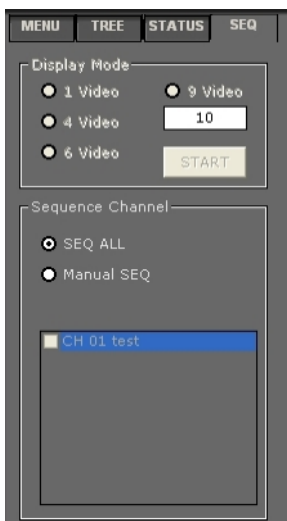 MENU TREE STATUS SEQ
Display Mode
1 Video 9 Video
4 Video 10
6 Video START
Sequence Channel
SEQ ALL
Manual SEQ
CH 01 test